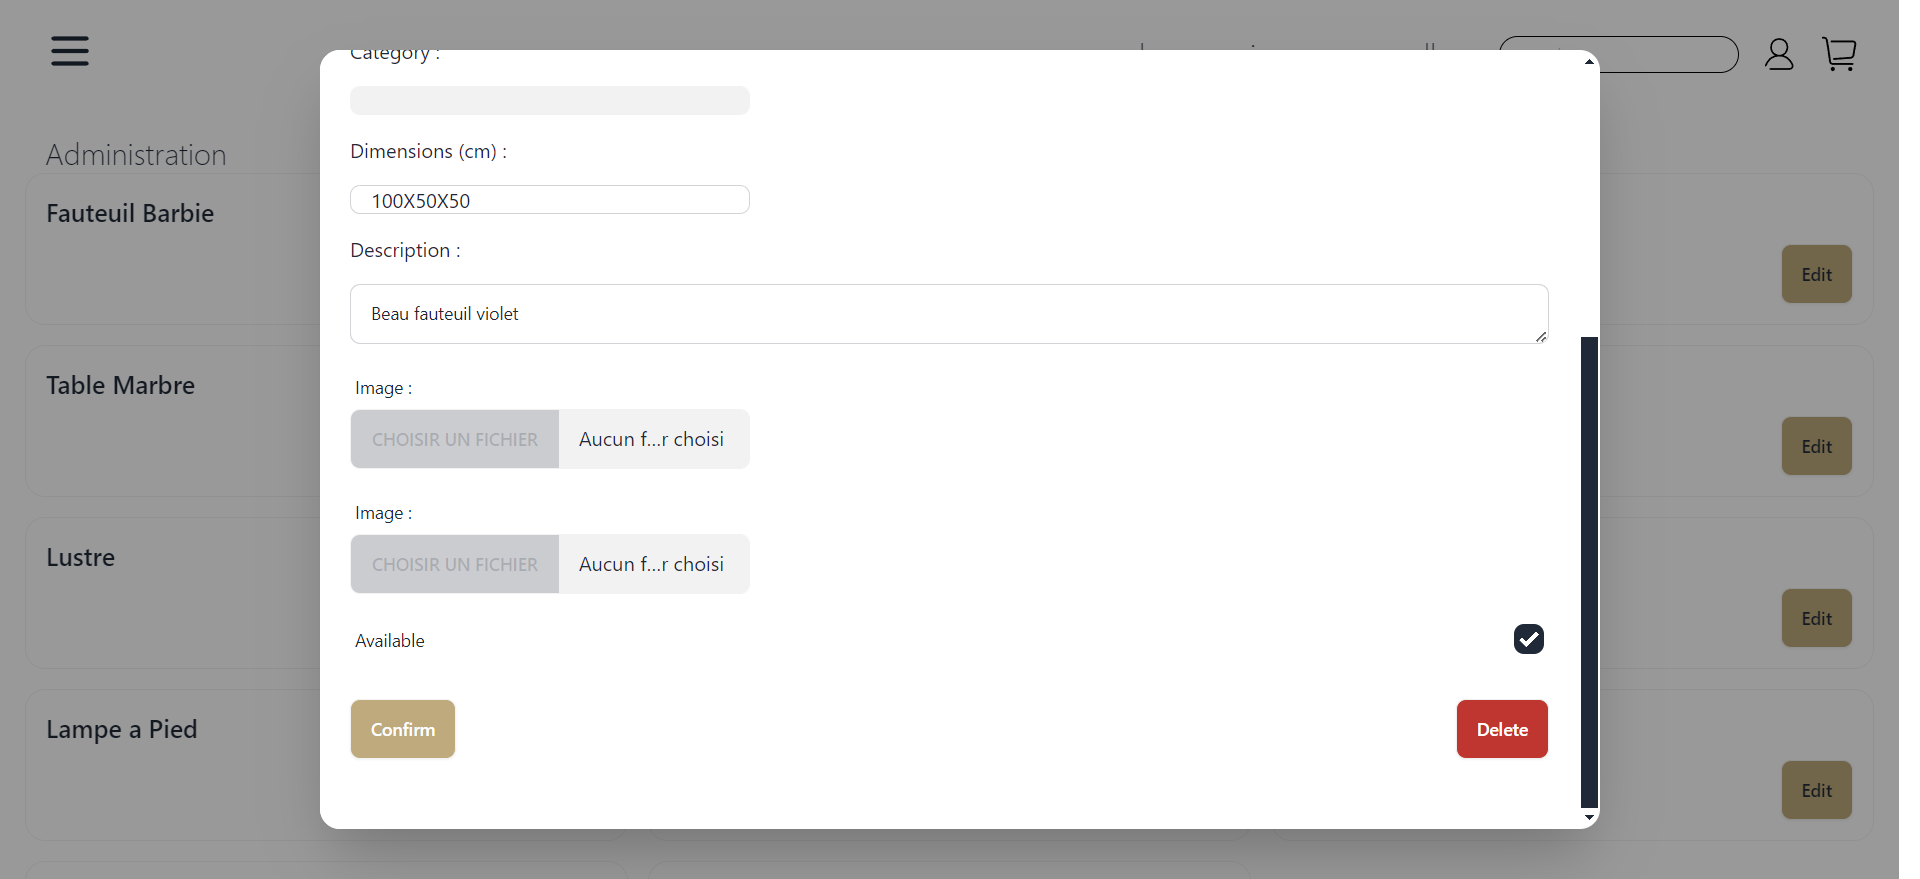 Category :
Administration
Dimensions (cm) :
Fauteuil Barbie
100X50X50
Description :
Edit
Beau fauteuil violet
Table Marbre
Image :
CHOISIR UN FICHIER Aucun f...r choisi
Edit
Image :
Lustre
CHOISIR UN FICHIER Aucun f...r choisi
Edit
Available
Lampe a Pied
Confirm
Delete
Edit